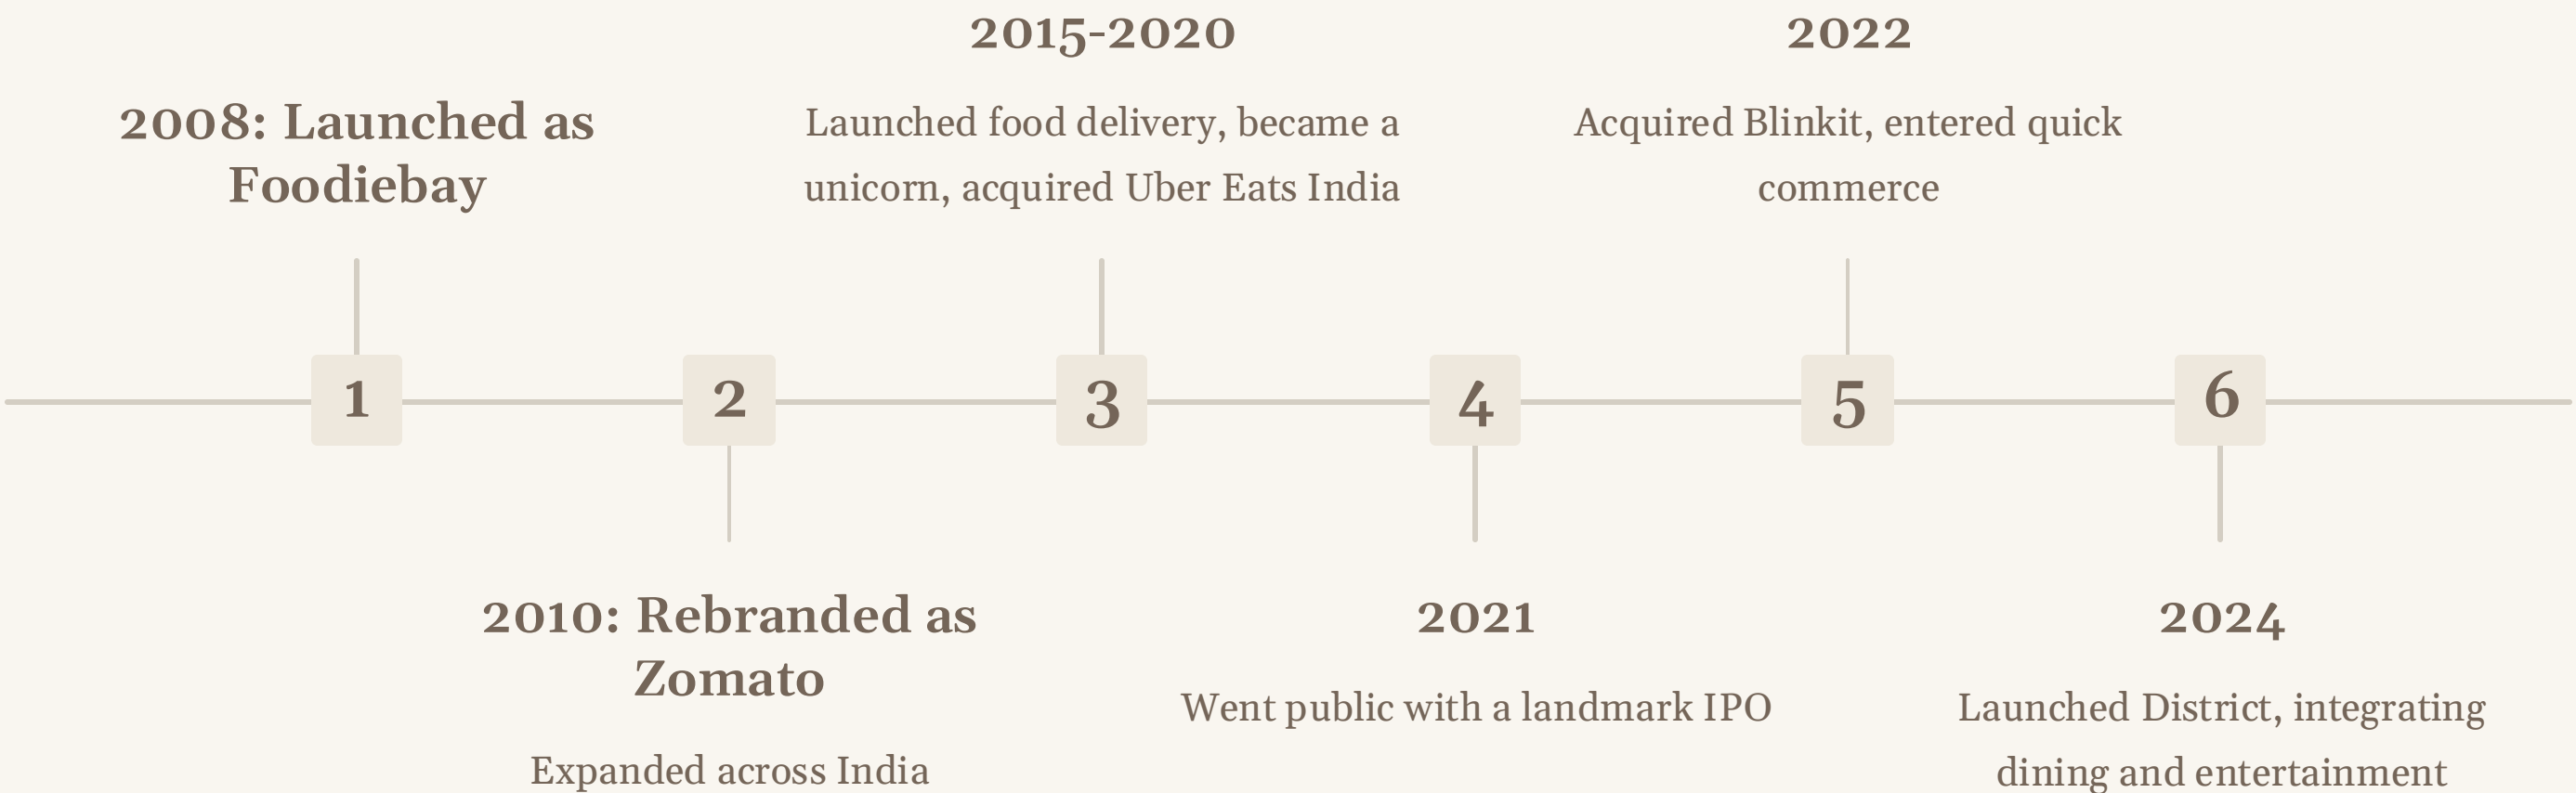 2008: Launched as
Foodiebay
1
2010: Rebranded as
Zomato
Expanded across India
2
2015-2020
Launched food delivery, became a
unicorn, acquired Uber Eats India
3
2021
Went public with a landmark IPO
4
2022
Acquired Blinkit, entered quick
commerce
5
2024
Launched District, integrating
dining and entertainment
6